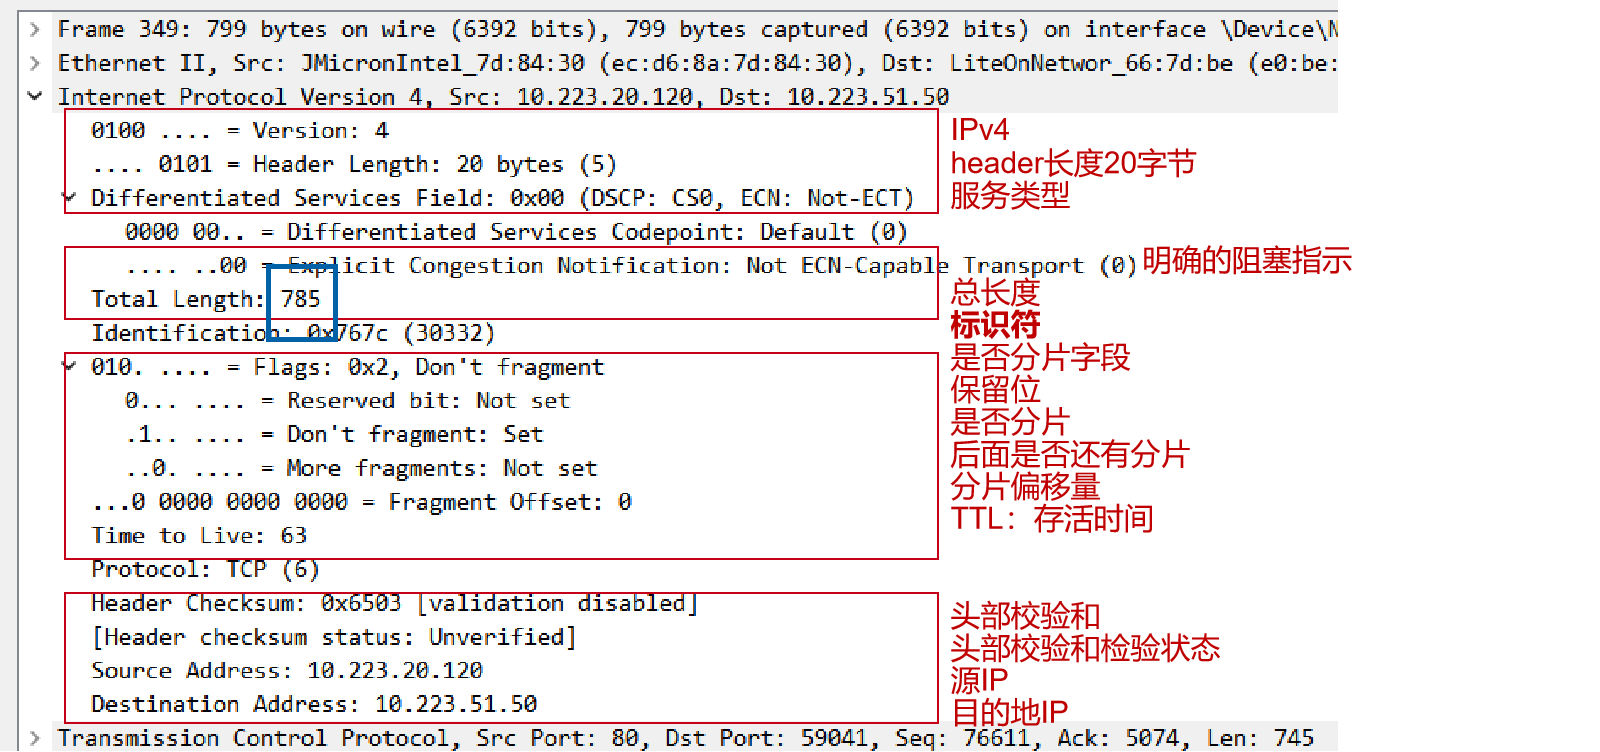 Frame 349: 799 bytes on wire (6392 bits), 799 bytes captured (6392 bits) on interface \Device\N
Ethernet II, Src: JMicronIntel_7d:84:30 (ec:d6:8a:7d:84:30), Dst: LiteOnNetwor_66:7d:be (e0:be:
Internet Protocol Version 4, Src: 10.223.20.120, Dst: 10.223.51.50
0100 .... = Version: 4 IPv4
.... 0101 = Header Length: 20 bytes (5) header长度20字节
Differentiated Services Field: 0x00 (DSCP: CS0, ECN: Not-ECT) 服务类型
0000 00.. = Differentiated Services Codepoint: Default (0)
.... ..00 = Explicit Congestion Notification: Not ECN-Capable Transport (0) 明确的阻塞指示
Total Length: 785 总长度
Identification: 0x767c (30332) 标识符
010. .... = Flags: 0x2, Don't fragment 是否分片字段
0... .... = Reserved bit: Not set 保留位
.1.. .... = Don't fragment: Set 是否分片
..0. .... = More fragments: Not set 后面是否还有分片
...0 0000 0000 0000 = Fragment Offset: 0 分片偏移量
Time to Live: 63 TTL：存活时间
Protocol: TCP (6)
Header Checksum: 0x6503 [validation disabled] 头部校验和
[Header checksum status: Unverified] 头部校验和检验状态
Source Address: 10.223.20.120 源IP
Destination Address: 10.223.51.50 目的地IP
Transmission Control Protocol, Src Port: 80, Dst Port: 59041, Seq: 76611, Ack: 5074, Len: 745